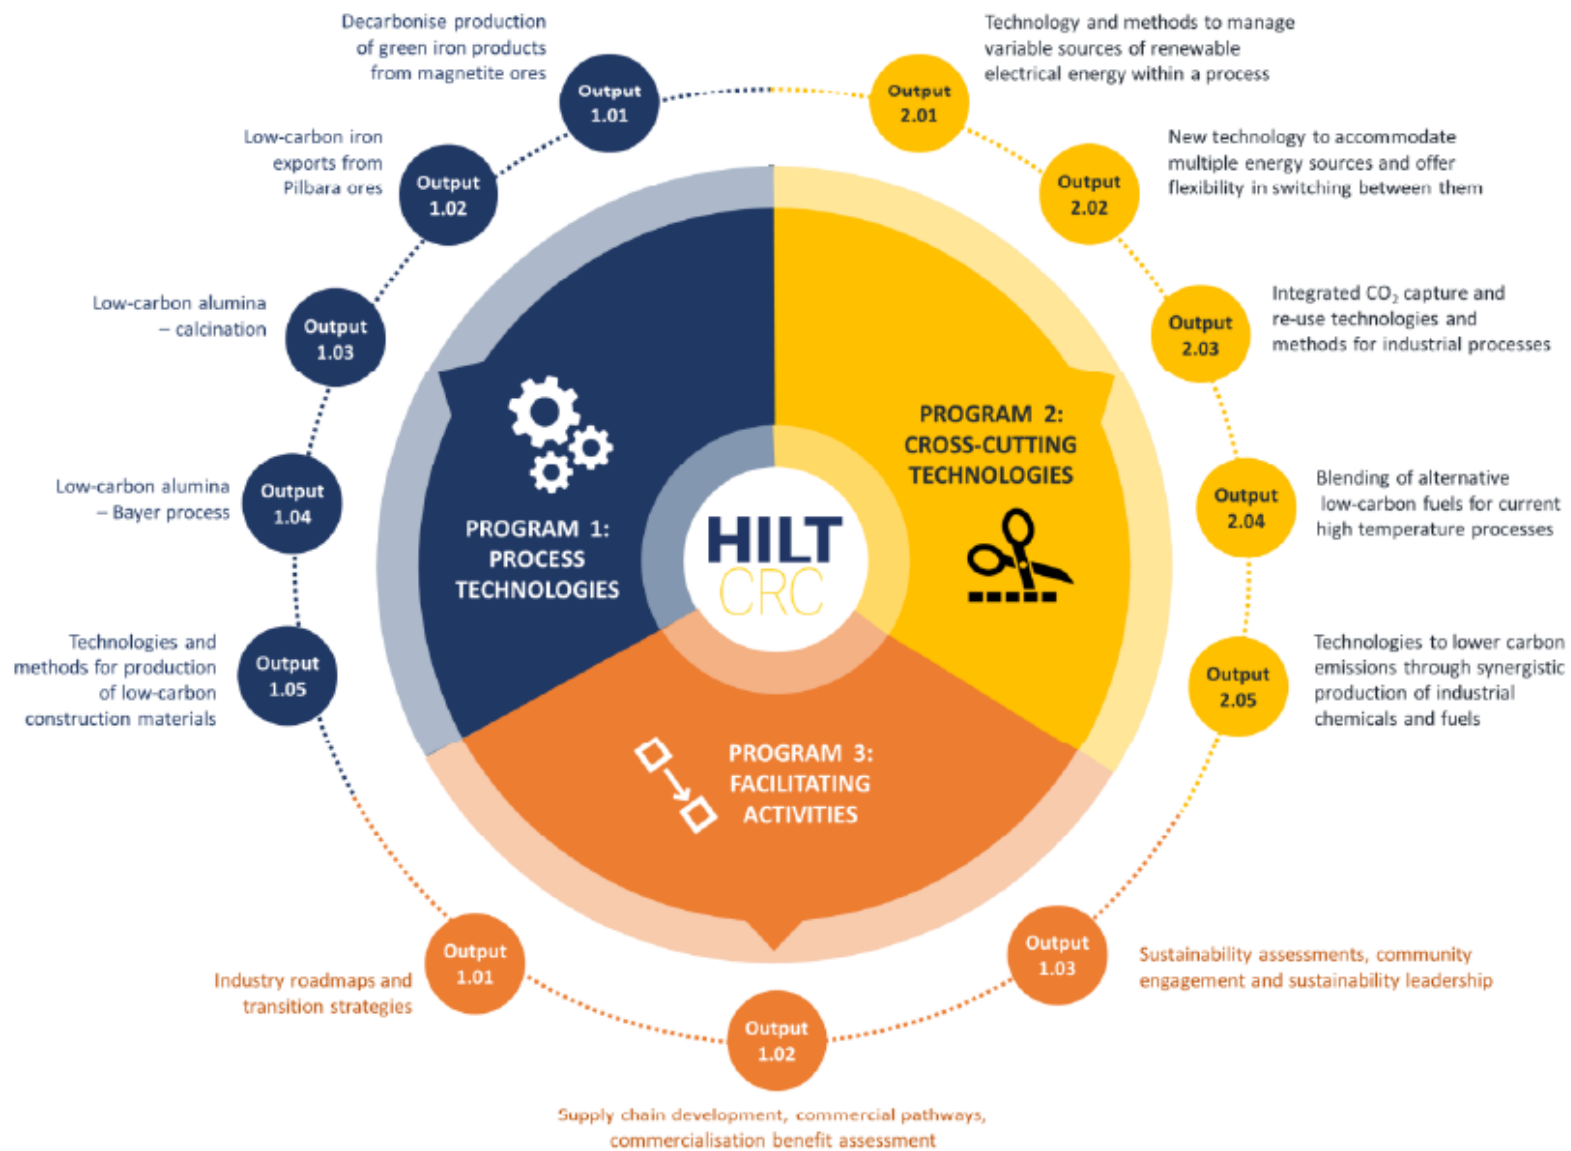 Decarbonise production
of green iron products
from magnetite ores
Output
1.01
Low-carbon iron
exports from
Pilbara ores
Output
1.02
Low-carbon alumina
– calcination
Output
1.03
Low-carbon alumina
– Bayer process
Output
1.04
Technologies and
methods for production
of low-carbon
construction materials
Output
1.05
Technology and methods to manage
variable sources of renewable
electrical energy within a process
Output
2.01
New technology to accommodate
multiple energy sources and offer
flexibility in switching between them
Output
2.02
Integrated CO₂ capture and
re-use technologies and
methods for industrial processes
Output
2.03
Blending of alternative
low-carbon fuels for current
high temperature processes
Output
2.04
Technologies to lower carbon
emissions through synergistic
production of industrial
chemicals and fuels
Output
2.05
PROGRAM 1:
PROCESS
TECHNOLOGIES
PROGRAM 2:
CROSS-CUTTING
TECHNOLOGIES
HILT
CRC
PROGRAM 3:
FACILITATING
ACTIVITIES
Output
1.01
Industry roadmaps and
transition strategies
Output
1.02
Supply chain development, commercial pathways,
commercialisation benefit assessment
Output
1.03
Sustainability assessments, community
engagement and sustainability leadership